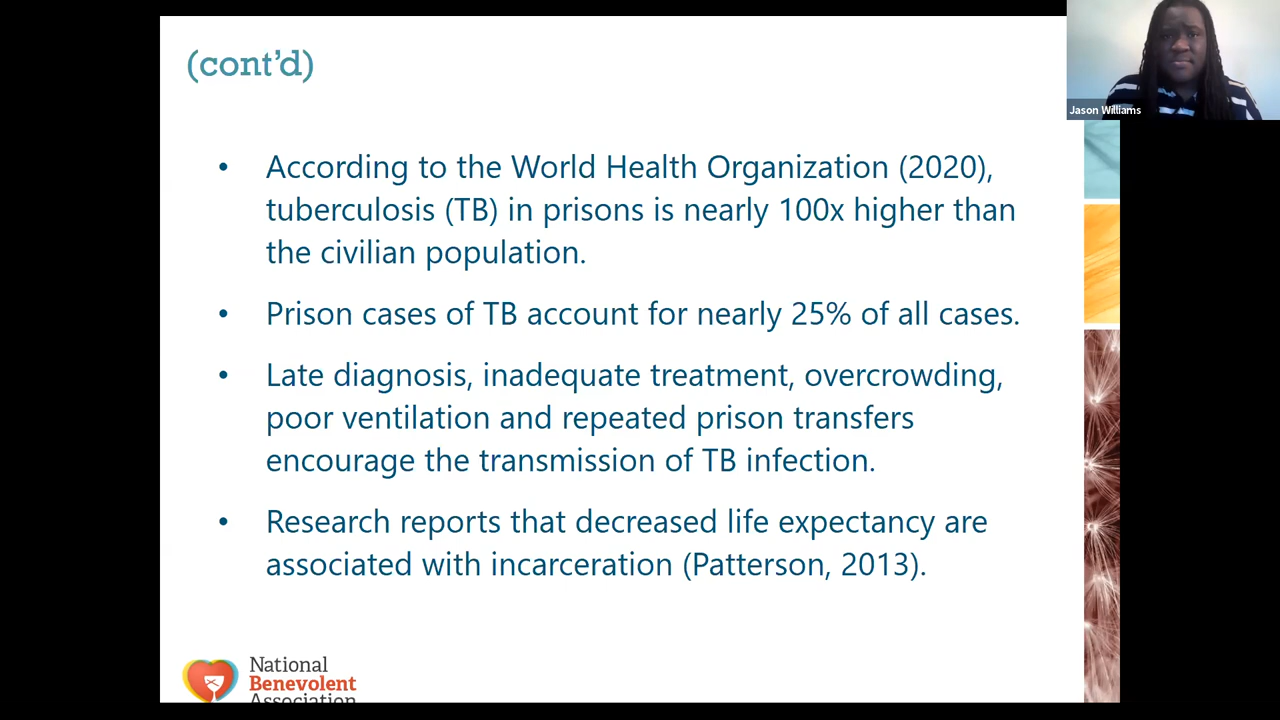 (cont’d)
Jason Williams
• According to the World Health Organization (2020),
tuberculosis (TB) in prisons is nearly 100x higher than
the civilian population.
• Prison cases of TB account for nearly 25% of all cases.
• Late diagnosis, inadequate treatment, overcrowding,
poor ventilation and repeated prison transfers
encourage the transmission of TB infection.
• Research reports that decreased life expectancy are
associated with incarceration (Patterson, 2013).
National
Benevolent
Association